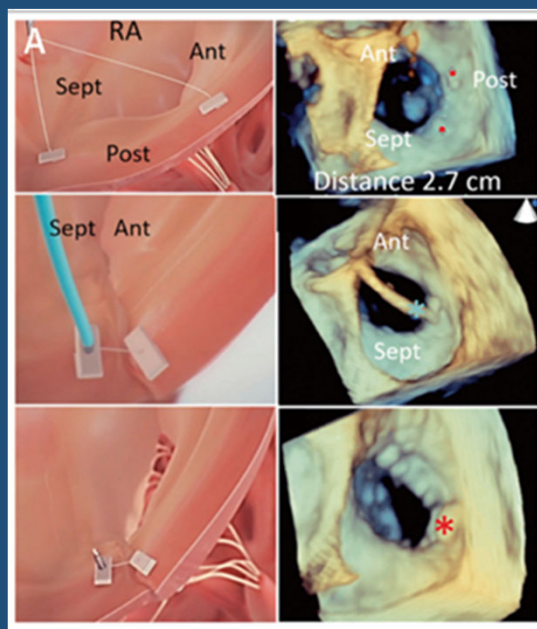 A
RA
Ant
Sept
Post
Ant
Post
Sept
Distance 2.7 cm
Sept Ant
Ant
*
Sept
*